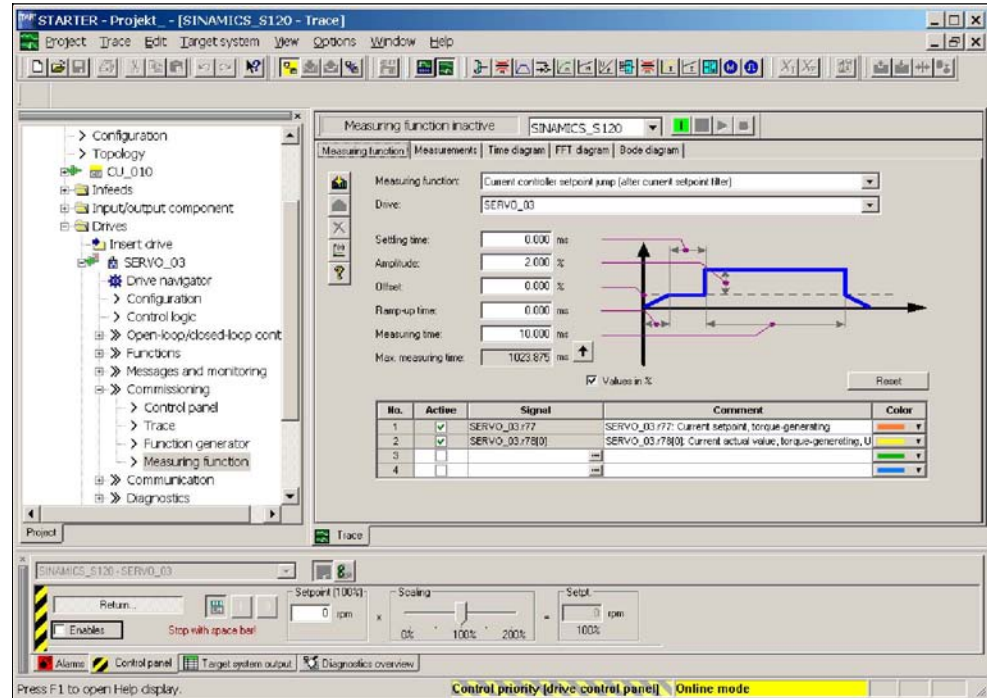 STARTER - Projekt_ - [SINAMICS_S120 - Trace]
Project Trace Edit Target system View Options Window Help
Configuration
Topology
CU_010
Infeeds
Input/output component
Drives
Insert drive
SERVO_03
Drive navigator
Configuration
Control logic
Open-loop/closed-loop cont
Functions
Messages and monitoring
Commissioning
Control panel
Trace
Function generator
Measuring function
Communication
Diagnostics
Project
Measuring function inactive SINAMICS_S120
Measuring function Measurements Time diagram FFT diagram Bode diagram
Measuring function: Current controller setpoint jump (after current setpoint filter)
Drive: SERVO_03
Settling time: 0.000 ms
Amplitude: 2.000 %
Offset: 0.000 %
Ramp-up time: 0.000 ms
Measuring time: 10.000 ms
Max. measuring time: 1023.875 ms
Values in %
Reset
No. Active Signal Comment Color
1 SERVO_03.r77 SERVO_03.r77: Current setpoint, torque-generating
2 SERVO_03.r78[0] SERVO_03.r78[0]: Current actual value, torque-generating, U
3
4
Trace
SINAMICS_S120 - SERVO_03
Return...
Enables
Stop with space bar!
Setpoint (100%)
0 rpm
x
Scaling
0% 100% 200%
=
Setpt.
0 rpm
100%
Alarms Control panel Target system output Diagnostics overview
Press F1 to open Help display.
Control priority [drive control panel] Online mode